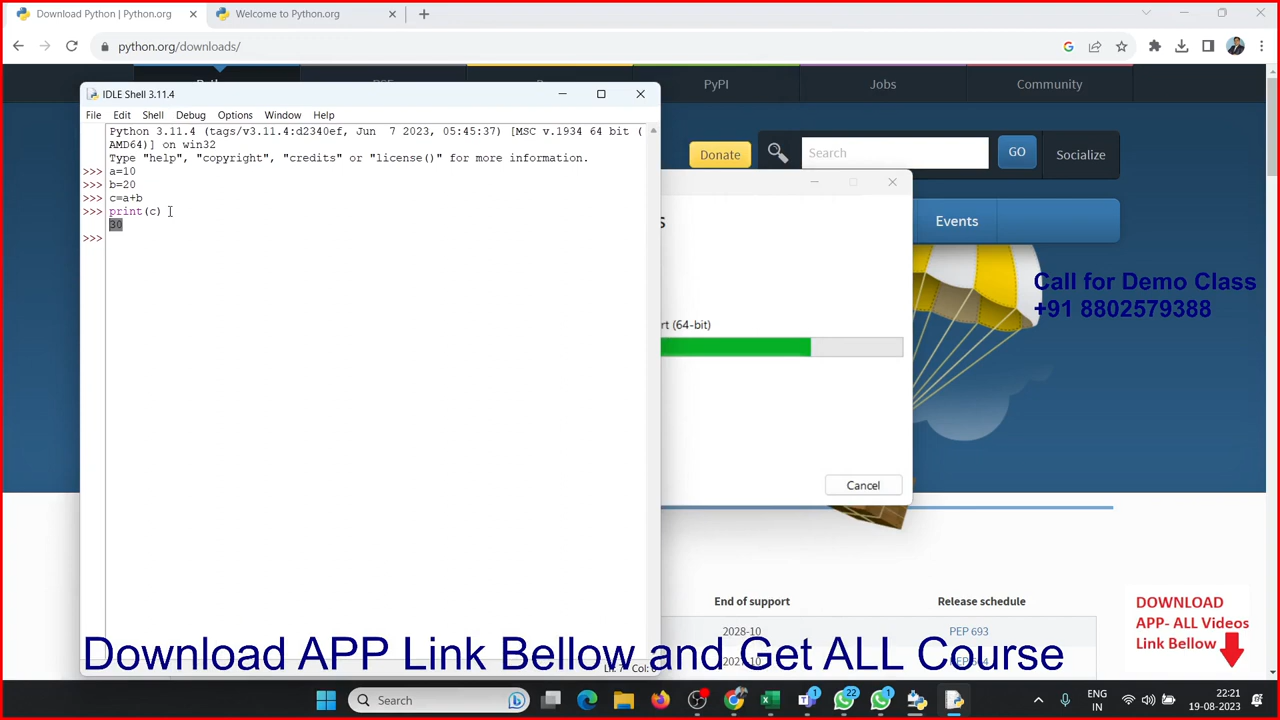 Download Python | Python.org
Welcome to Python.org
python.org/downloads/
PyPI
Jobs
Community
IDLE Shell 3.11.4
File Edit Shell Debug Options Window Help
Python 3.11.4 (tags/v3.11.4:d2340ef, Jun 7 2023, 05:45:37) [MSC v.1934 64 bit (
AMD64)] on win32
Type "help", "copyright", "credits" or "license()" for more information.
>>> a=10
>>> b=20
>>> c=a+b
>>> print(c)
30
>>>
Donate
Search
GO
Socialize
Events
(64-bit)
Cancel
Call for Demo Class
+91 8802579388
End of support
Release schedule
2028-10
PEP 693
DOWNLOAD
APP- ALL Videos
Link Bellow
Download APP Link Bellow and Get ALL Course
Search
1
22
1
ENG
IN
22:21
19-08-2023